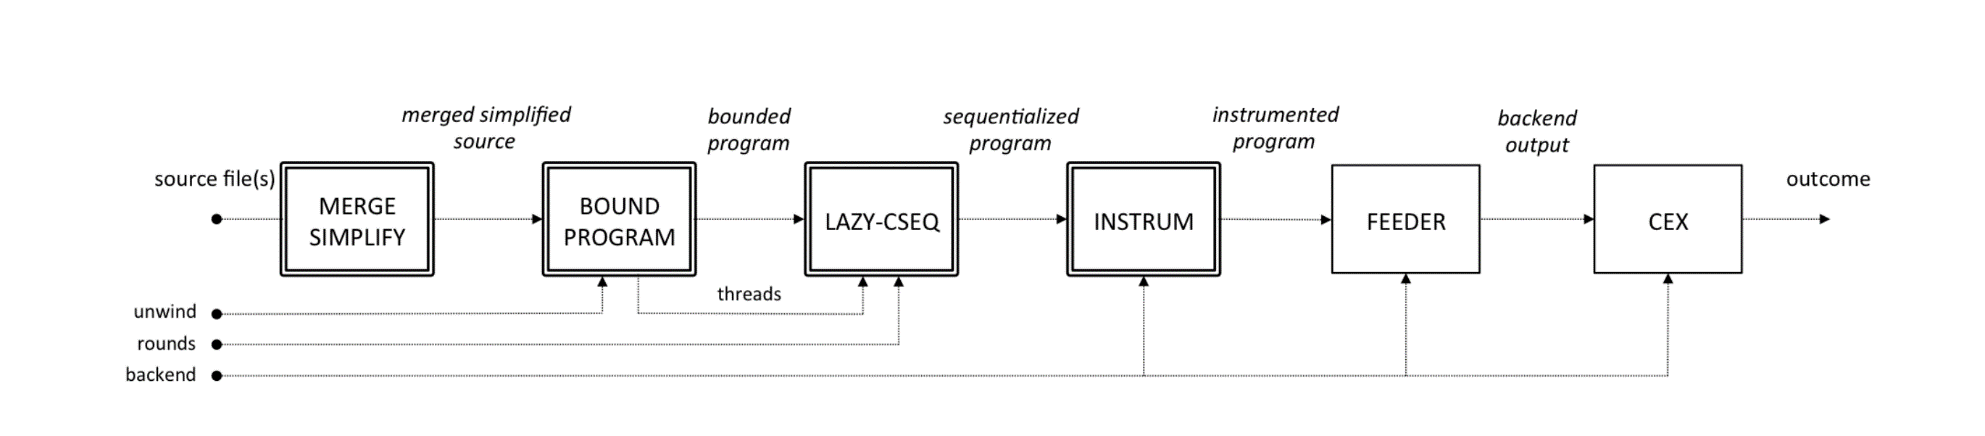 merged simplified
source
bounded
program
sequentialized
program
instrumented
program
backend
output
source file(s)
MERGE
SIMPLIFY
BOUND
PROGRAM
LAZY-CSEQ
INSTRUM
FEEDER
CEX
outcome
threads
unwind
rounds
backend